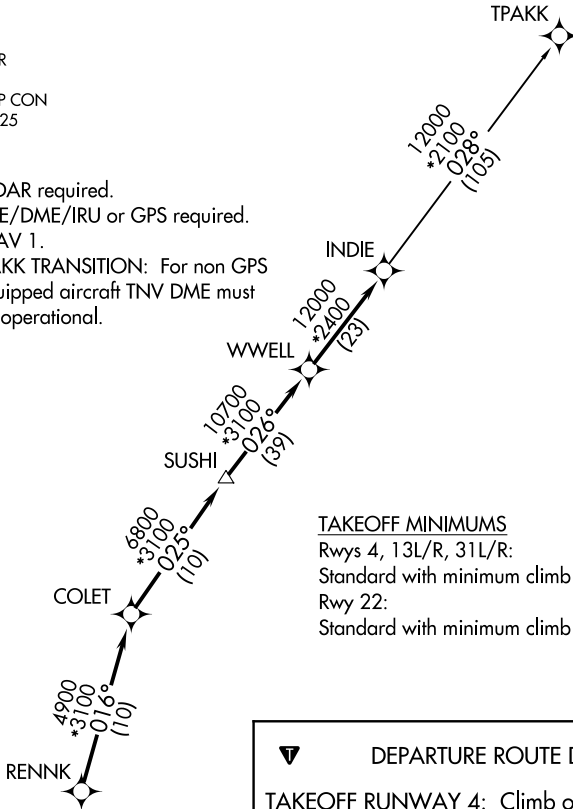 TPAKK
R
P CON
25
12000
*2100
028°
(105)
DAR required.
E/DME/IRU or GPS required.
AV 1.
AKK TRANSITION: For non GPS
quipped aircraft TNV DME must
operational.
INDIE
12000
*2400
(23)
WWELL
10700
*3100
026°
(39)
SUSHI
6800
*3100
025°
(10)
TAKEOFF MINIMUMS
Rwys 4, 13L/R, 31L/R:
Standard with minimum climb
Rwy 22:
Standard with minimum climb
COLET
4900
*3100
016°
(10)
RENNK
T
DEPARTURE ROUTE D
TAKEOFF RUNWAY 4: Climb o